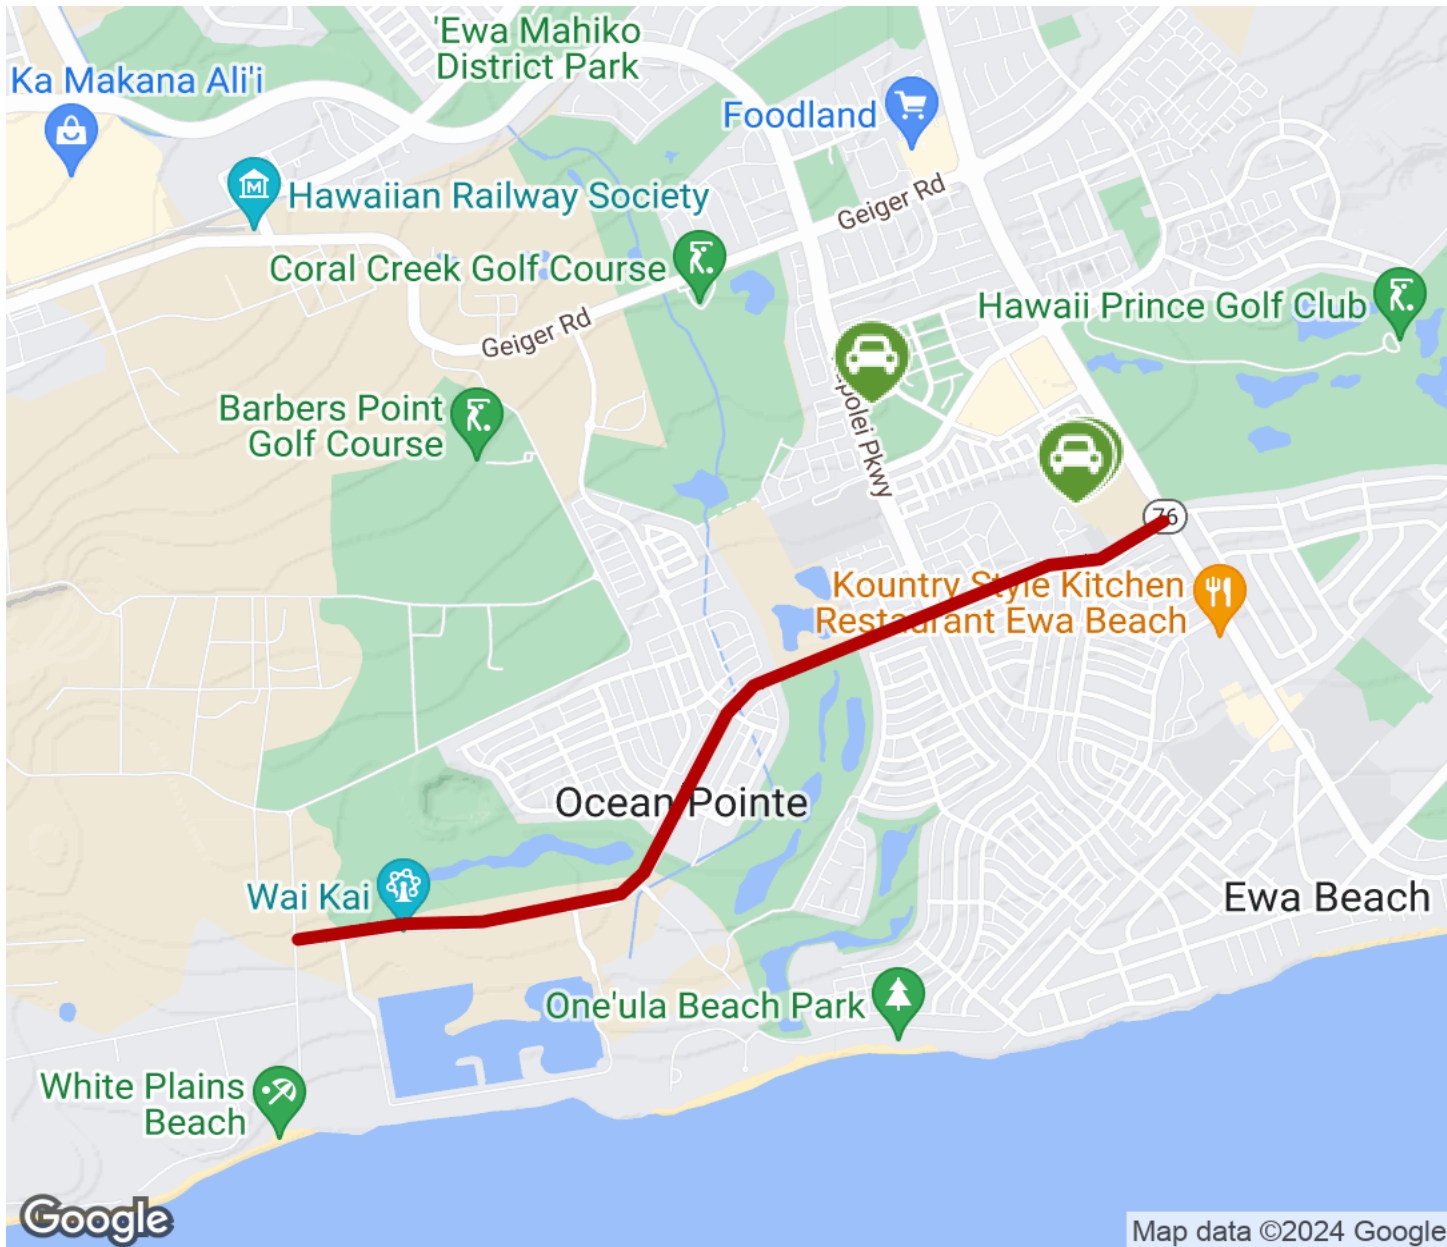 'Ewa Mahiko
District Park
Ka Makana Ali'i
Foodland
Hawaiian Railway Society
Geiger Rd
Coral Creek Golf Course
Hawaii Prince Golf Club
Geiger Rd
Barbers Point
Golf Course
Pkwy
76
Kountry Style Kitchen
Restaurant Ewa Beach
Ocean Pointe
Wai Kai
Ewa Beach
One'ula Beach Park
White Plains
Beach
Google
Map data ©2024 Google